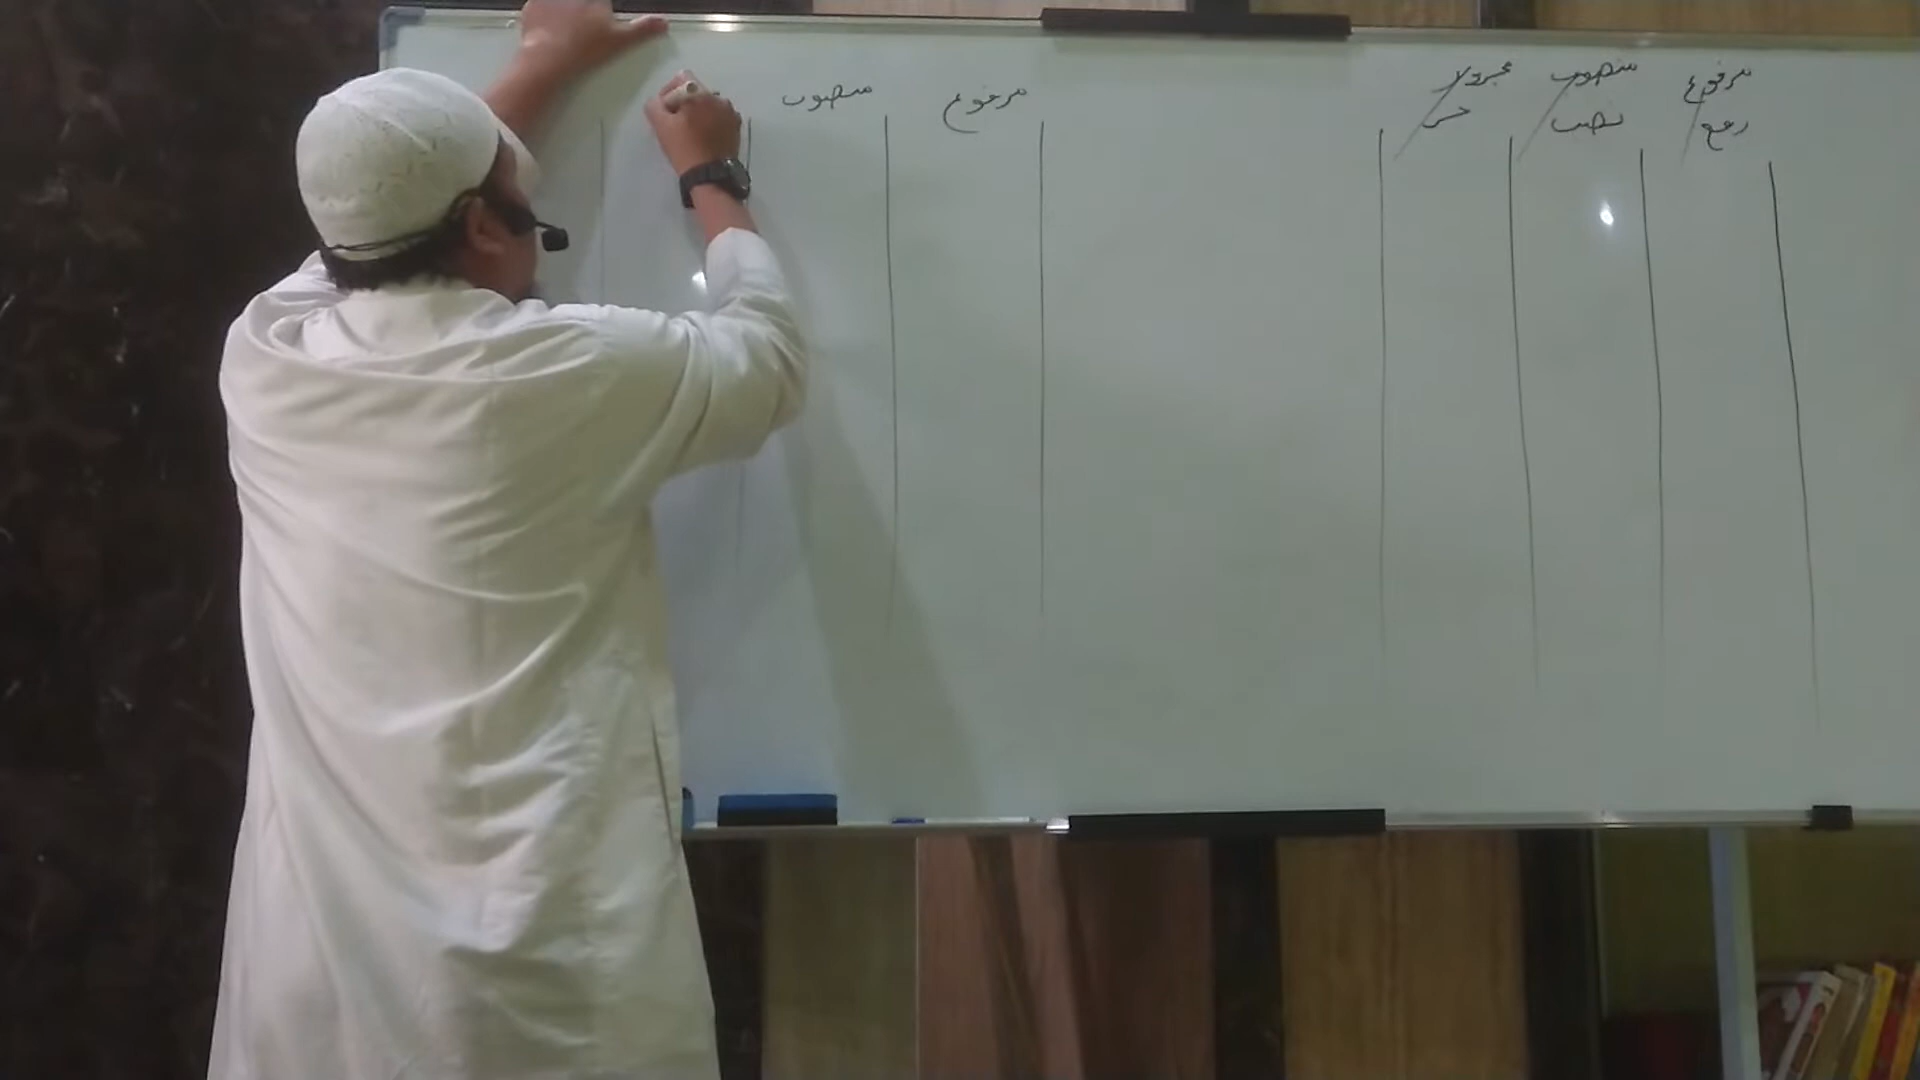 مرفوع / رفع
منصوب / نصب
مجرور / جر
مرفوع
منصوب